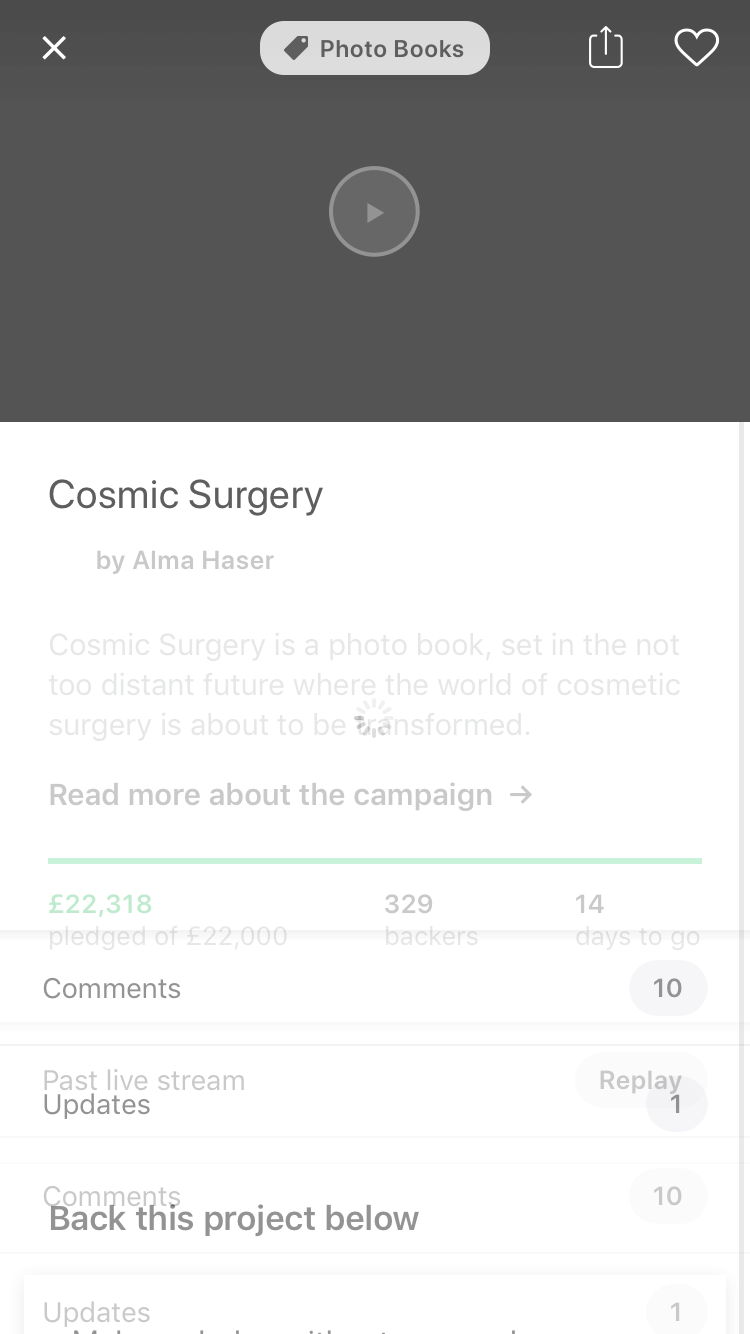 Photo Books
Cosmic Surgery
by Alma Haser
Cosmic Surgery is a photo book, set in the not
too distant future where the world of cosmetic
surgery is about to be transformed.
Read more about the campaign →
£22,318 329 14
pledged of £22,000 backers days to go
Comments 10
Past live stream Replay
Updates 1
Comments 10
Back this project below
Updates 1